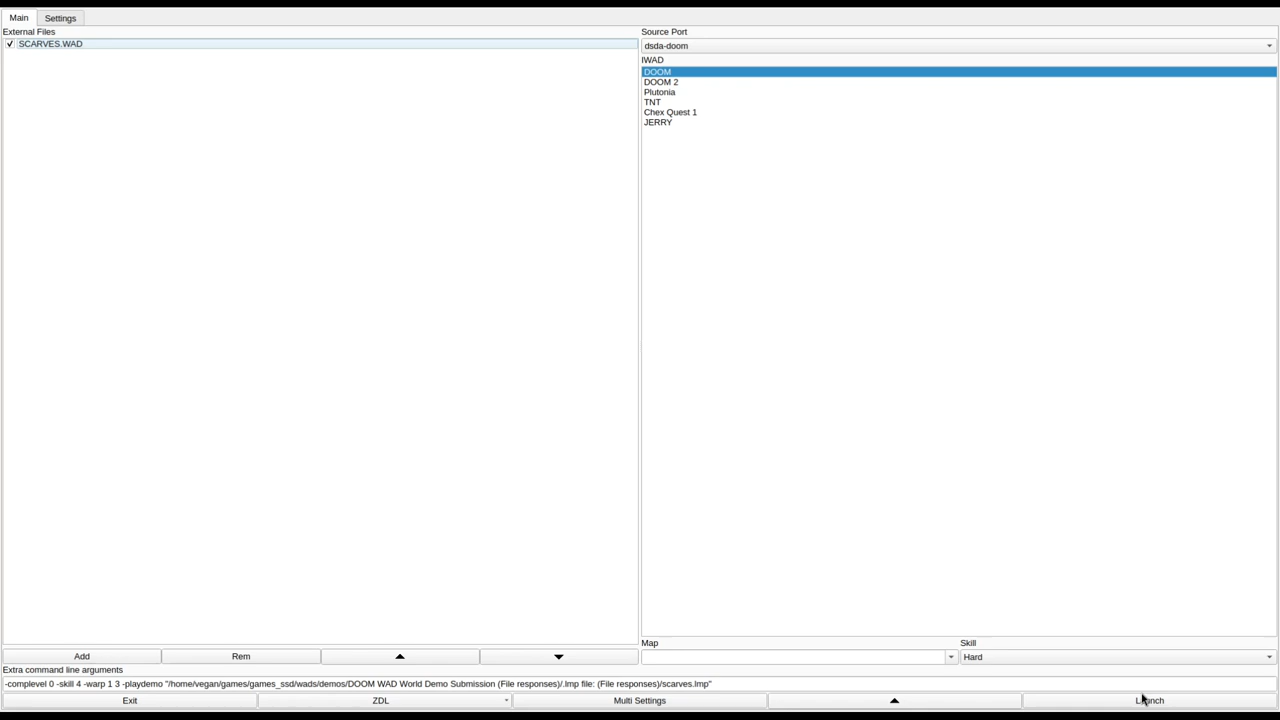 Main Settings
External Files
SCARVES.WAD
Source Port
dsda-doom
IWAD
DOOM
DOOM 2
Plutonia
TNT
Chex Quest 1
JERRY
Map Skill
Hard
Add Rem
Extra command line arguments
-complevel 0 -skill 4 -warp 1 3 -playdemo "/home/vegan/games/games_ssd/wads/demos/DOOM WAD World Demo Submission (File responses)/.lmp file: (File responses)/scarves.lmp"
Exit ZDL Multi Settings Launch